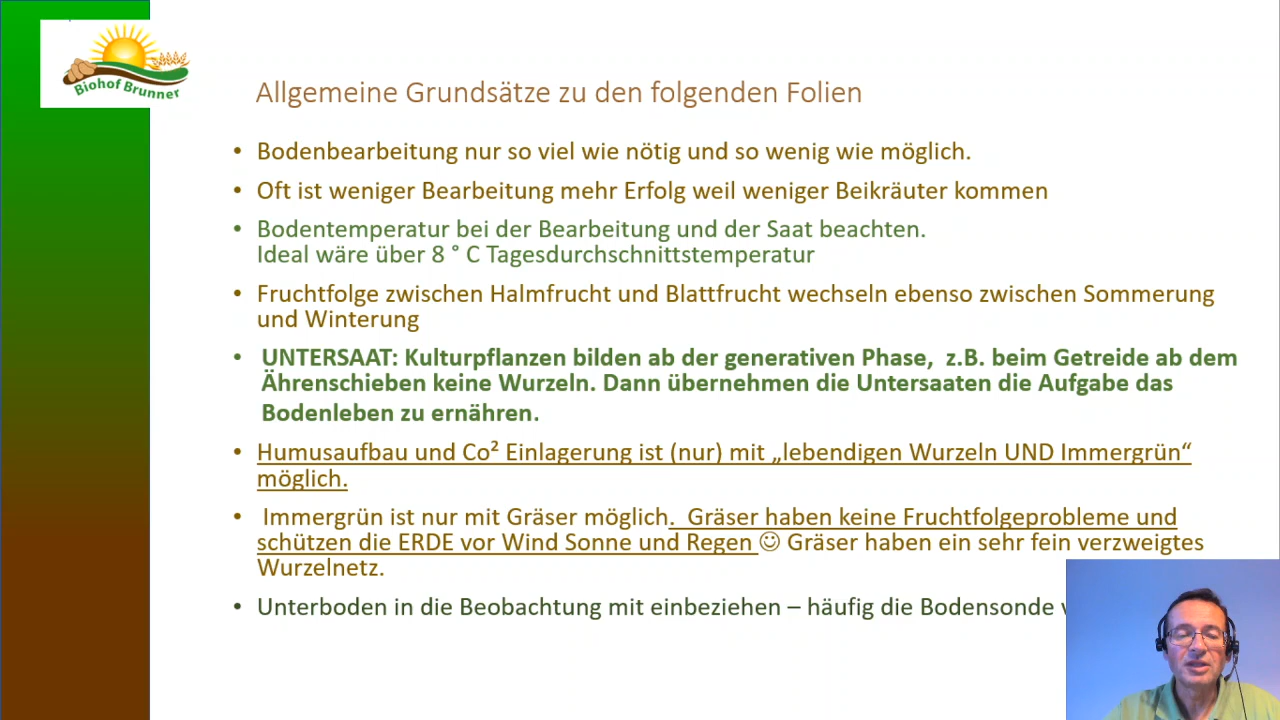 Biohof Brunner
Allgemeine Grundsätze zu den folgenden Folien
• Bodenbearbeitung nur so viel wie nötig und so wenig wie möglich.
• Oft ist weniger Bearbeitung mehr Erfolg weil weniger Beikräuter kommen
• Bodentemperatur bei der Bearbeitung und der Saat beachten.
Ideal wäre über 8 ° C Tagesdurchschnittstemperatur
• Fruchtfolge zwischen Halmfrucht und Blattfrucht wechseln ebenso zwischen Sommerung
und Winterung
• UNTERSAAT: Kulturpflanzen bilden ab der generativen Phase, z.B. beim Getreide ab dem
Ährenschieben keine Wurzeln. Dann übernehmen die Untersaaten die Aufgabe das
Bodenleben zu ernähren.
• Humusaufbau und Co² Einlagerung ist (nur) mit „lebendigen Wurzeln UND Immergrün“
möglich.
• Immergrün ist nur mit Gräser möglich. Gräser haben keine Fruchtfolgeprobleme und
schützen die ERDE vor Wind Sonne und Regen ☺ Gräser haben ein sehr fein verzweigtes
Wurzelnetz.
• Unterboden in die Beobachtung mit einbeziehen – häufig die Bodensonde